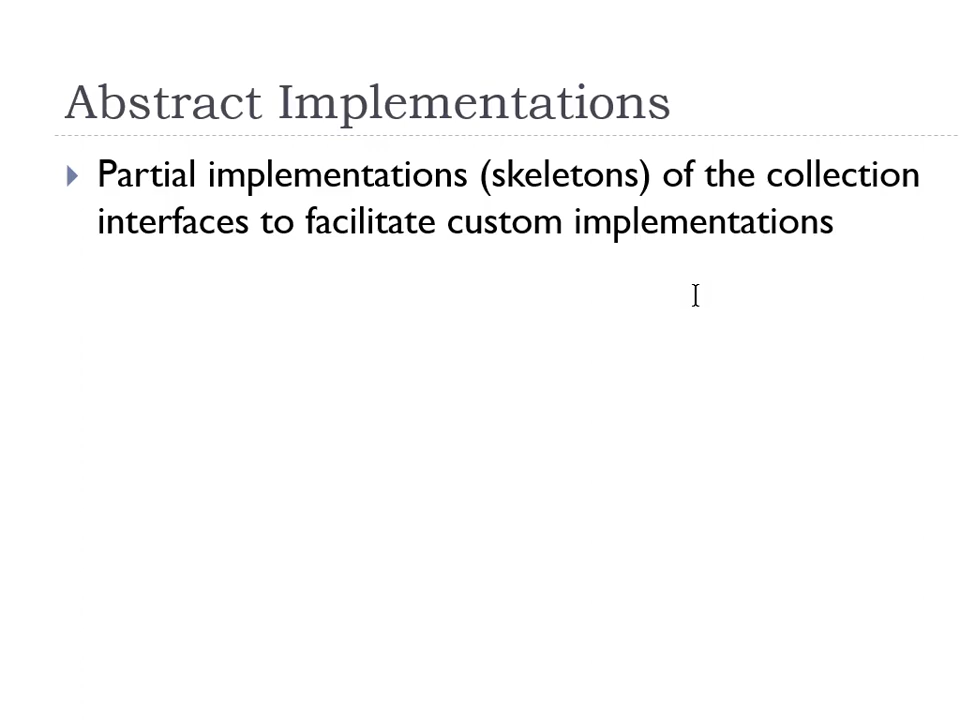 Abstract Implementations
Partial implementations (skeletons) of the collection
interfaces to facilitate custom implementations